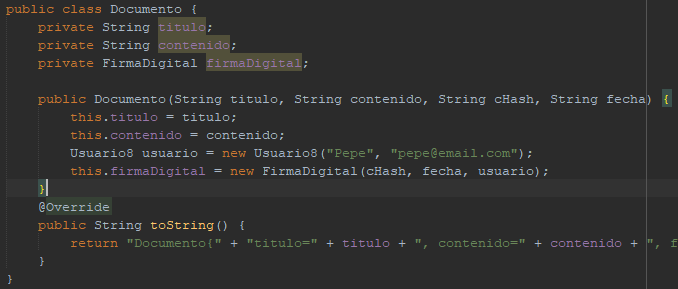 public class Documento {
private String titulo;
private String contenido;
private FirmaDigital firmaDigital;
public Documento(String titulo, String contenido, String cHash, String fecha) {
this.titulo = titulo;
this.contenido = contenido;
Usuario8 usuario = new Usuario8("Pepe", "pepe@email.com");
this.firmaDigital = new FirmaDigital(cHash, fecha, usuario);
}
@Override
public String toString() {
return "Documento{" + "titulo=" + titulo + ", contenido=" + contenido + ", f
}
}